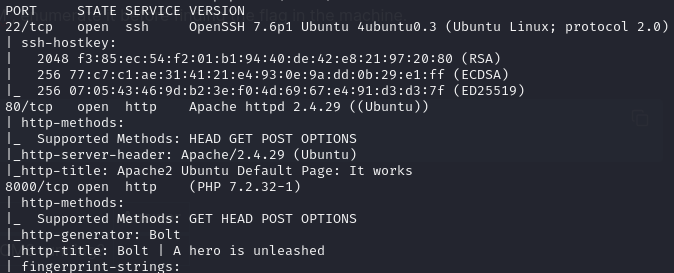 PORT     STATE SERVICE VERSION
22/tcp   open  ssh     OpenSSH 7.6p1 Ubuntu 4ubuntu0.3 (Ubuntu Linux; protocol 2.0)
| ssh-hostkey:
|   2048 f3:85:ec:54:f2:01:b1:94:40:de:42:e8:21:97:20:80 (RSA)
|   256 77:c7:c1:ae:31:41:21:e4:93:0e:9a:dd:0b:29:e1:ff (ECDSA)
|_  256 07:05:43:46:9d:b2:3e:f0:4d:69:67:e4:91:d3:d3:7f (ED25519)
80/tcp   open  http    Apache httpd 2.4.29 ((Ubuntu))
| http-methods:
|_  Supported Methods: HEAD GET POST OPTIONS
|_http-server-header: Apache/2.4.29 (Ubuntu)
|_http-title: Apache2 Ubuntu Default Page: It works
8000/tcp open  http    (PHP 7.2.32-1)
| http-methods:
|_  Supported Methods: GET HEAD POST OPTIONS
|_http-generator: Bolt
|_http-title: Bolt | A hero is unleashed
| fingerprint-strings: